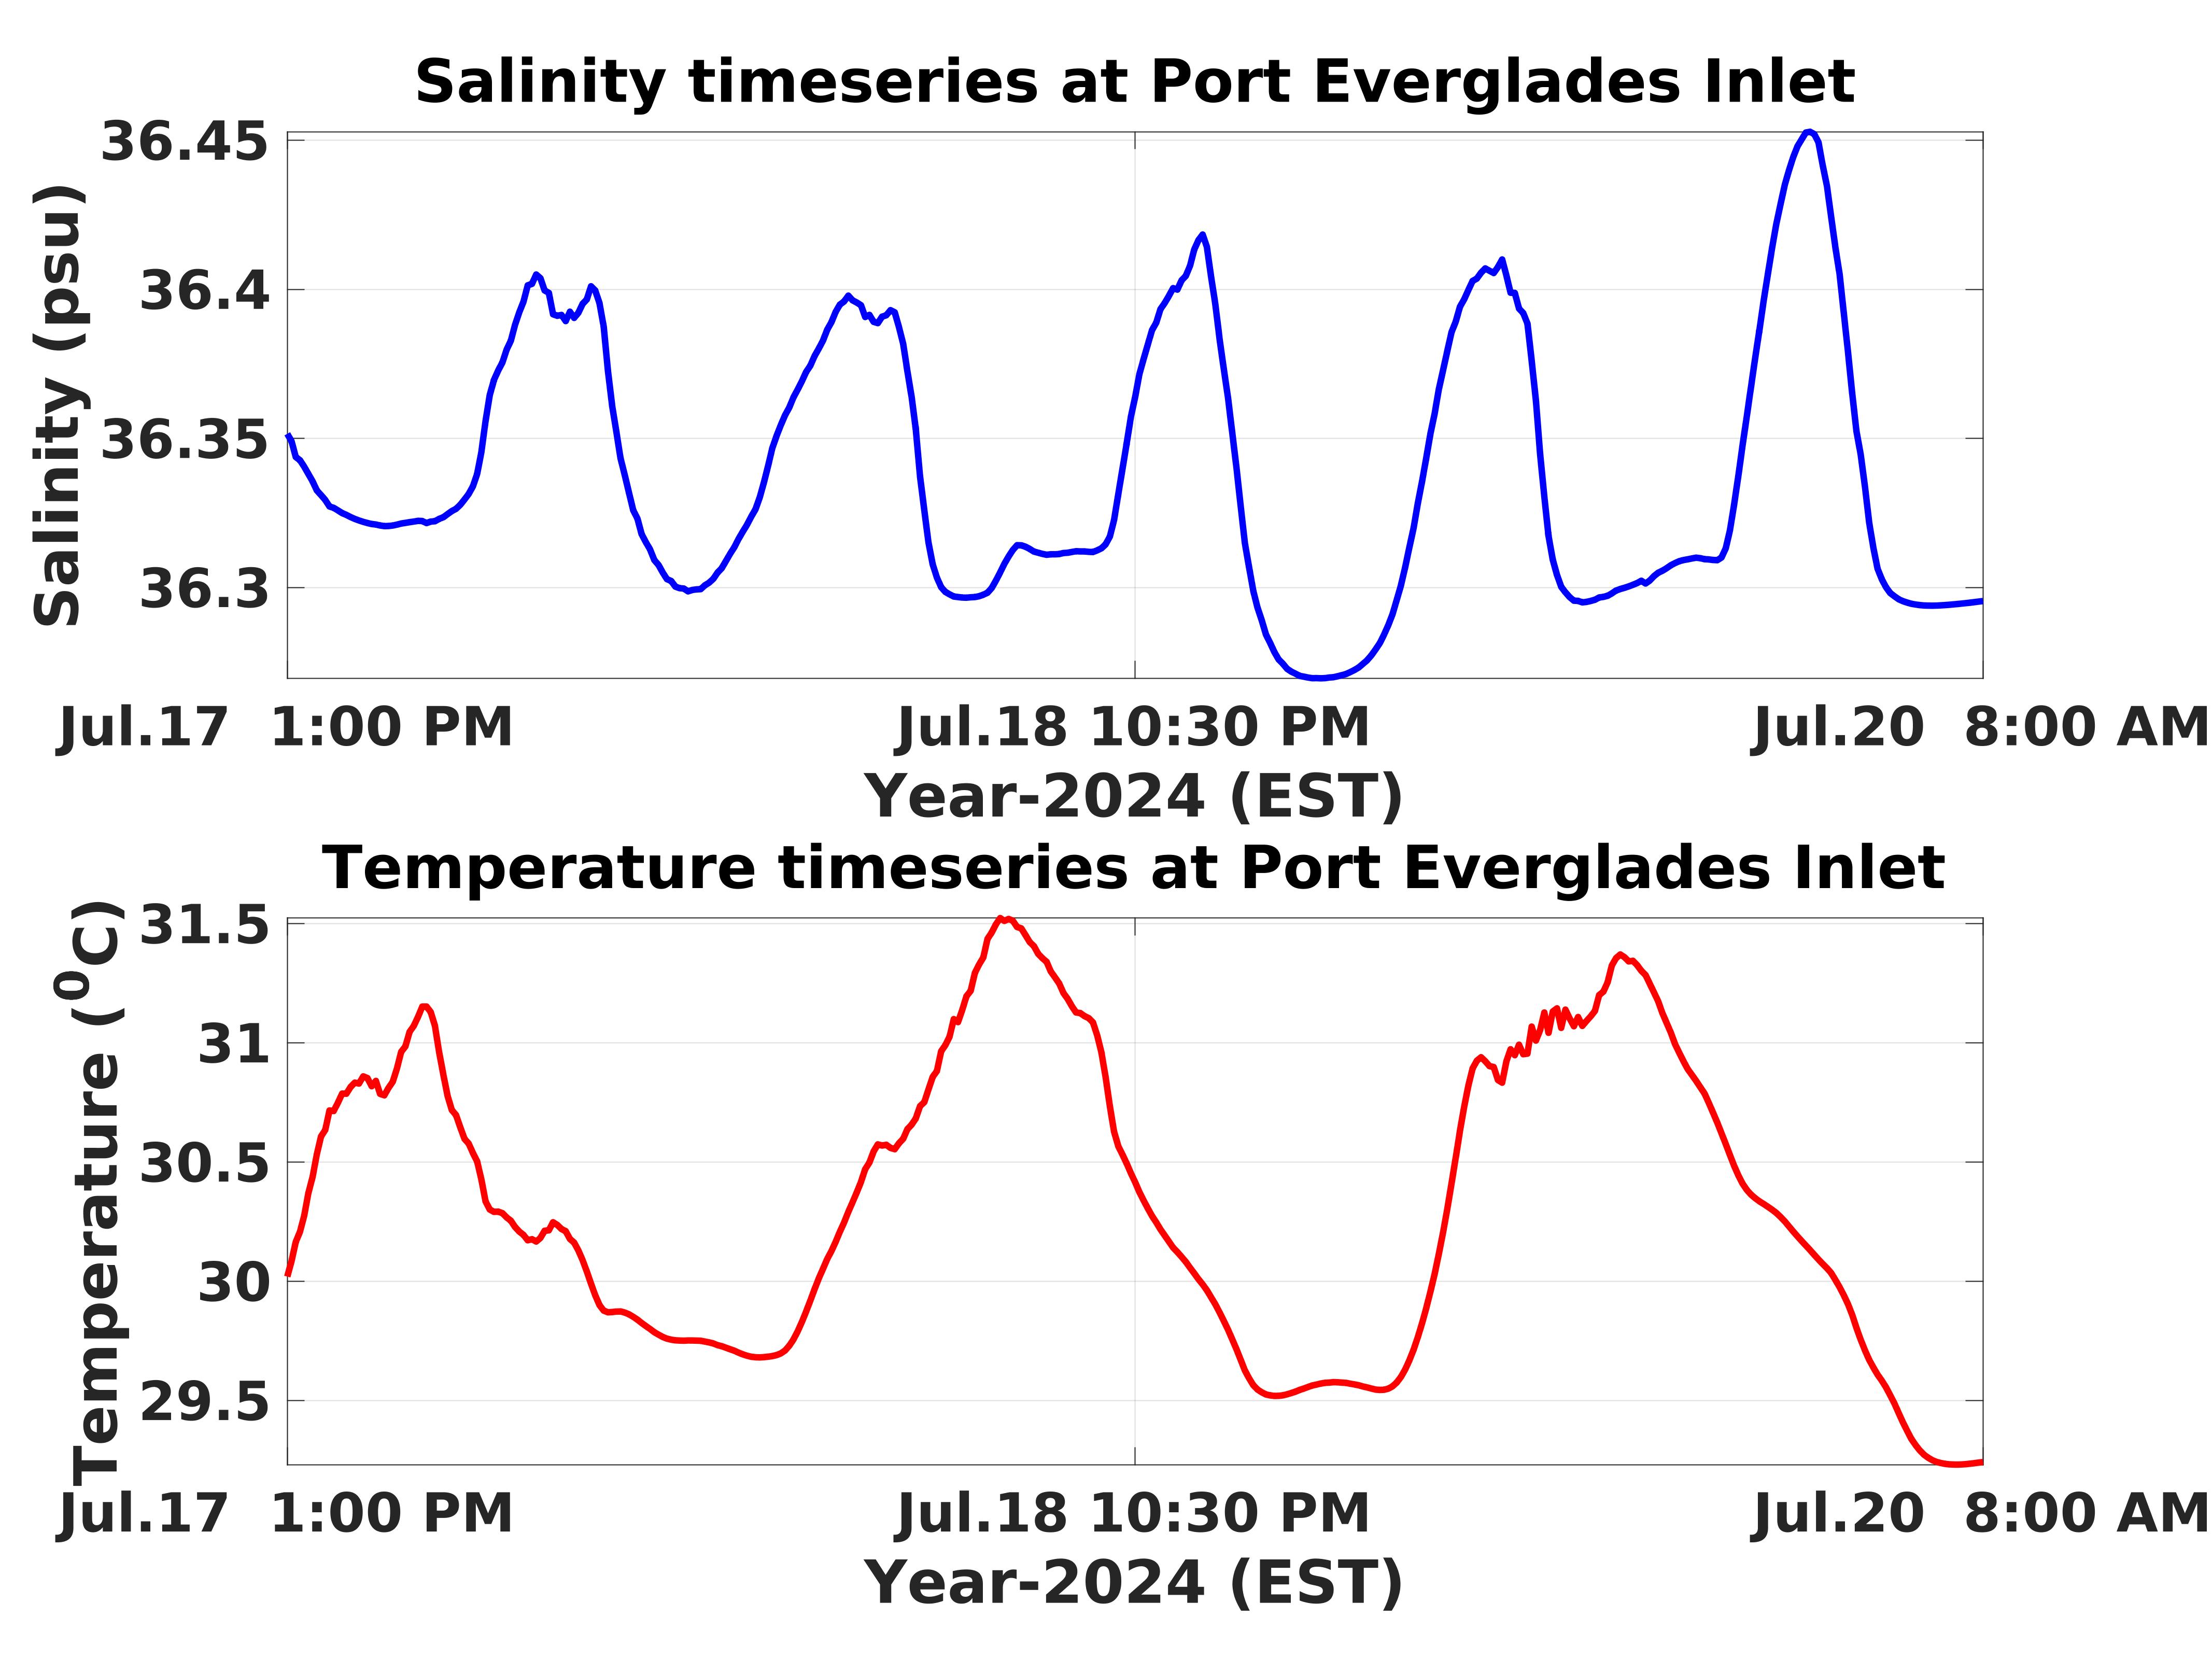 Salinity timeseries at Port Everglades Inlet
Salinity (psu)
36.45
36.4
36.35
36.3
Jul.17  1:00 PM
Jul.18 10:30 PM
Jul.20  8:00 AM
Year-2024 (EST)
Temperature timeseries at Port Everglades Inlet
Temperature (⁰C)
31.5
31
30.5
30
29.5
Jul.17  1:00 PM
Jul.18 10:30 PM
Jul.20  8:00 AM
Year-2024 (EST)